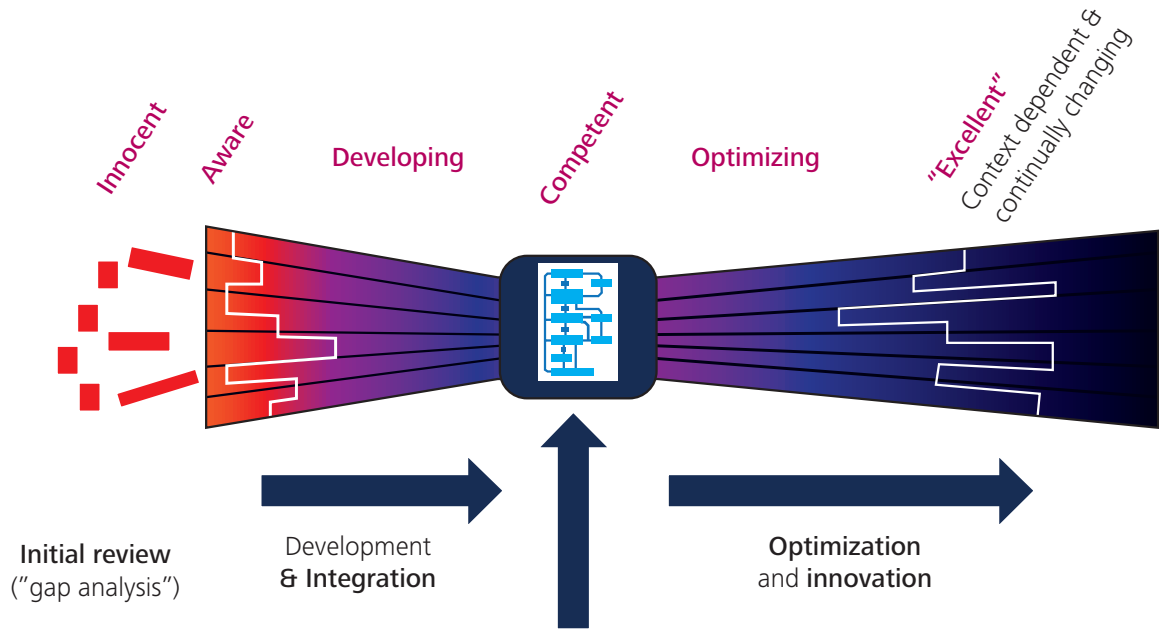 Innocent
Aware
Developing
Competent
Optimizing
“Excellent”
Context dependent &
continually changing
Initial review
(”gap analysis”)
Development
& Integration
Optimization
and innovation